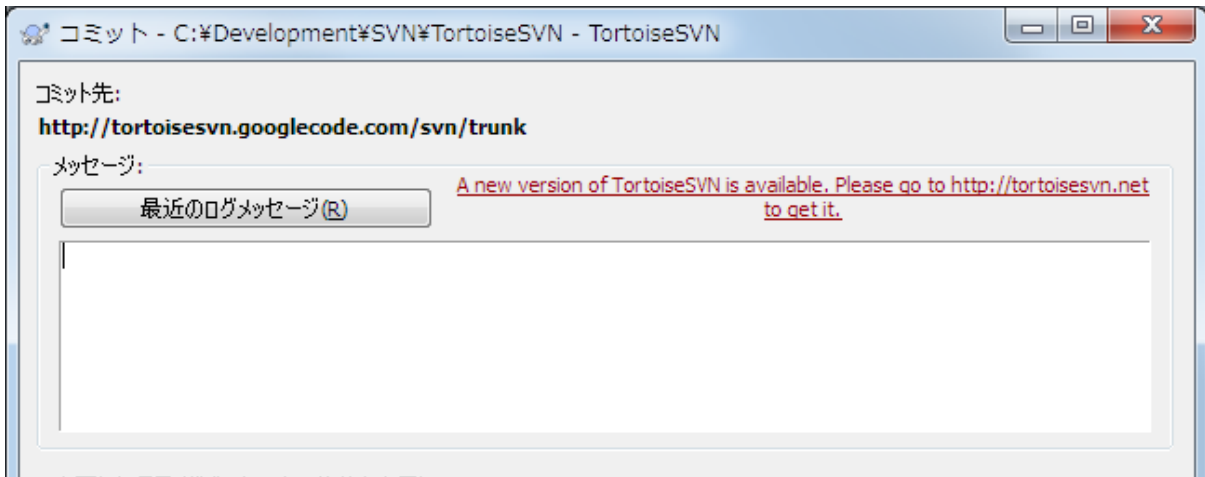 コミット - C:¥Development¥SVN¥TortoiseSVN - TortoiseSVN
コミット先:
http://tortoisesvn.googlecode.com/svn/trunk
メッセージ:
最近のログメッセージ(R)
A new version of TortoiseSVN is available. Please go to http://tortoisesvn.net
to get it.